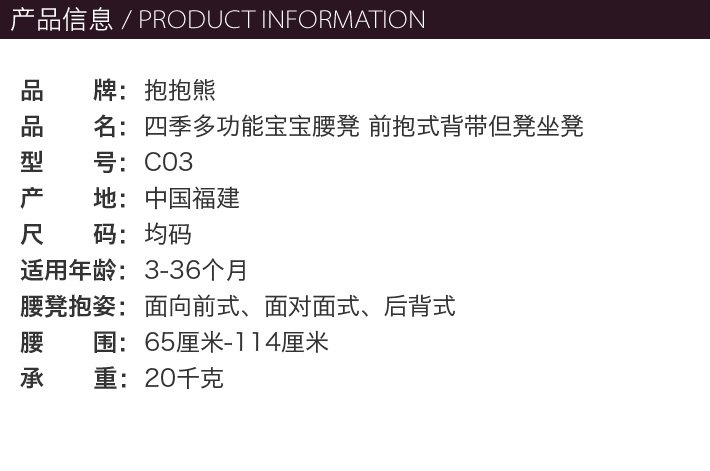 产品信息 / PRODUCT INFORMATION
品 牌：抱抱熊
品 名：四季多功能宝宝腰凳 前抱式背带但凳坐凳
型 号：C03
产 地：中国福建
尺 码：均码
适用年龄：3-36个月
腰凳抱姿：面向前式、面对面式、后背式
腰 围：65厘米-114厘米
承 重：20千克